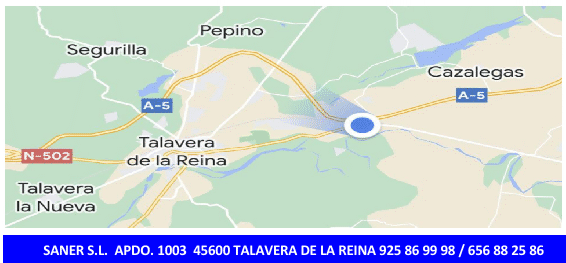 Pepino
Segurilla
Cazalegas
A-5
A-5
Talavera
de la Reina
N-502
Talavera
la Nueva
SANER S.L. APDO. 1003 45600 TALAVERA DE LA REINA 925 86 99 98 / 656 88 25 86